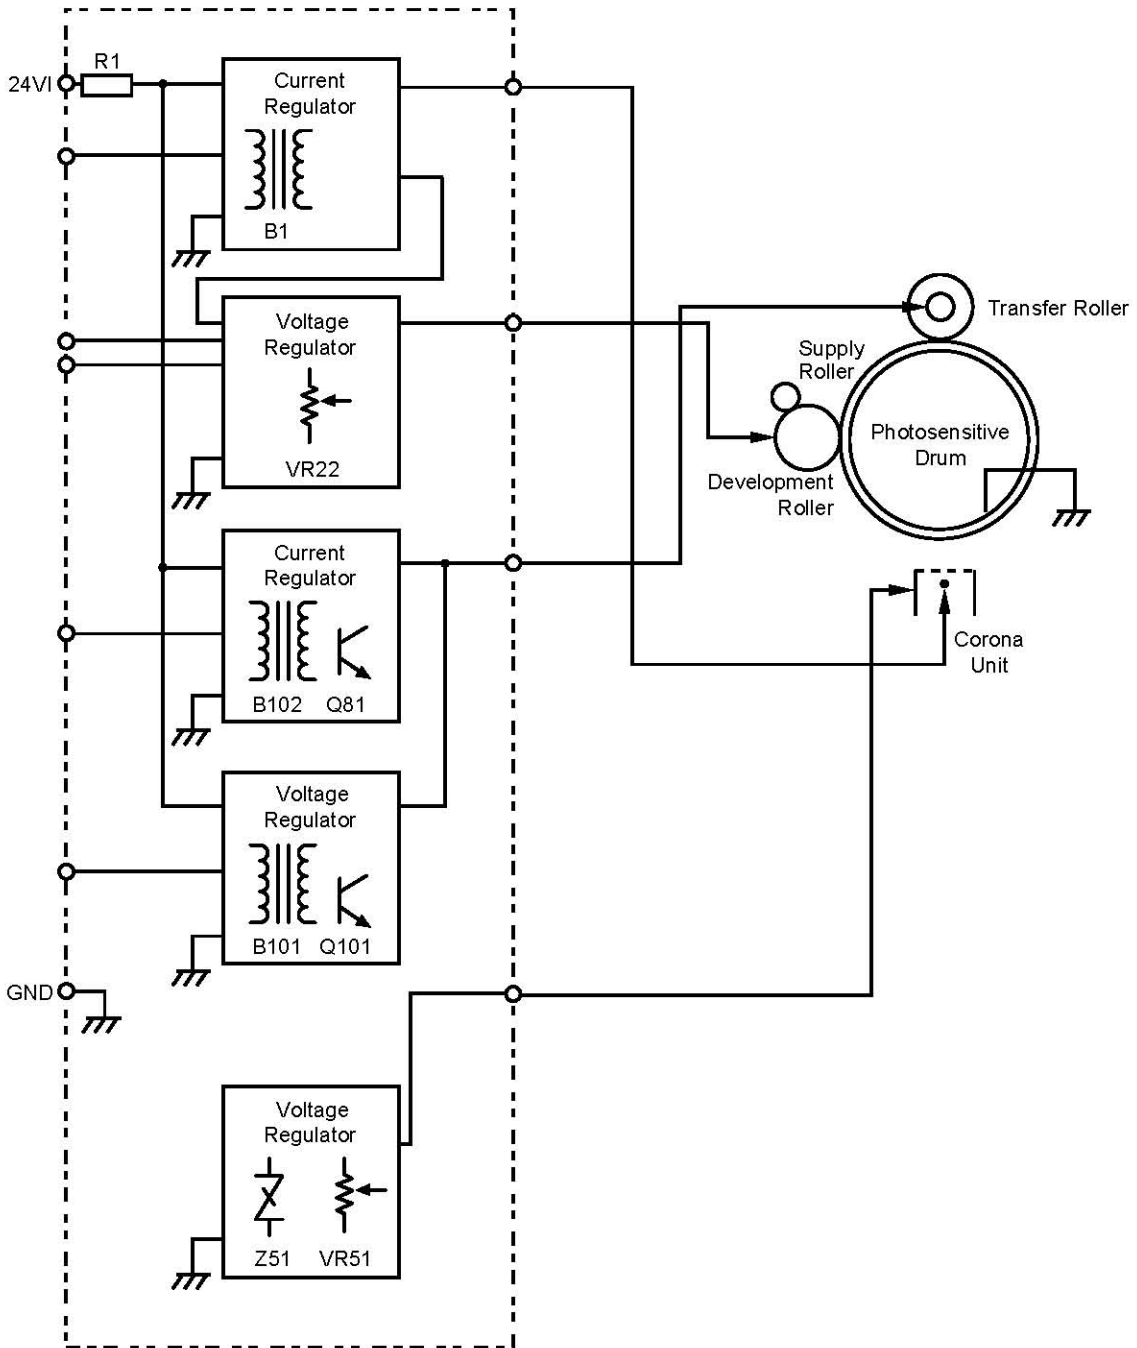 R1
24VI
Current
Regulator
B1
Voltage
Regulator
VR22
Transfer Roller
Supply
Roller
Photosensitive
Drum
Development
Roller
Current
Regulator
B102 Q81
Corona
Unit
Voltage
Regulator
B101 Q101
GND
Voltage
Regulator
Z51 VR51